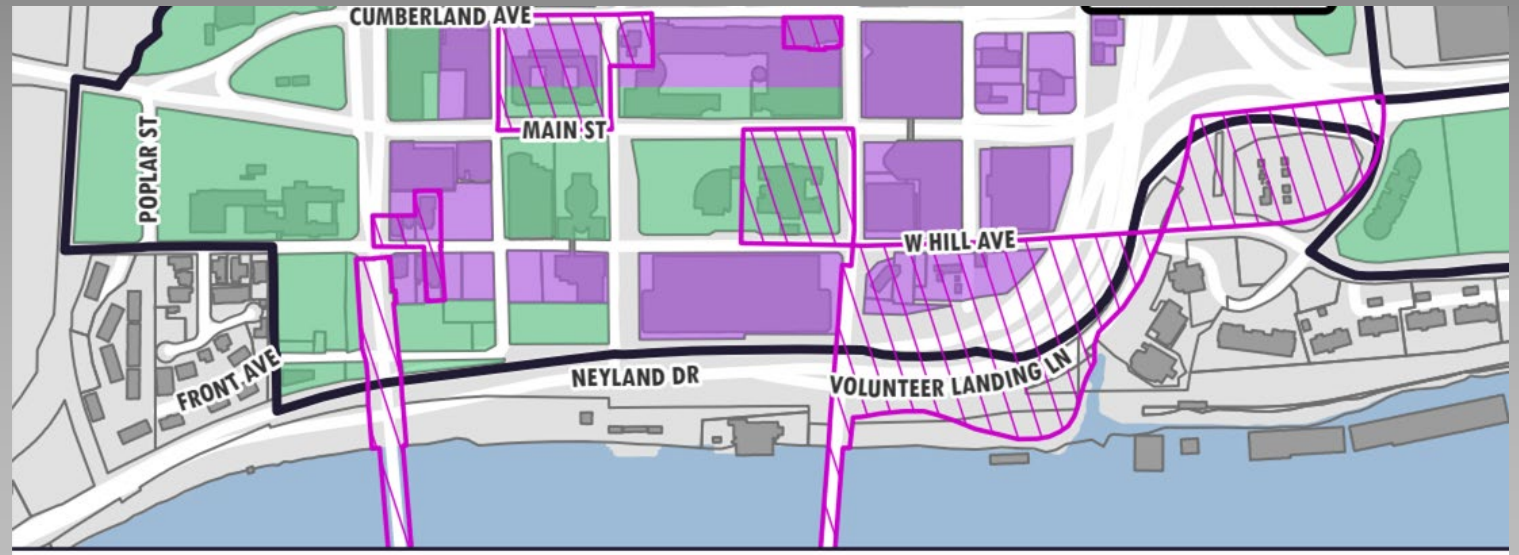 CUMBERLAND AVE
MAIN ST
POPLAR ST
W HILL AVE
FRONT AVE
NEYLAND DR
VOLUNTEER LANDING LN